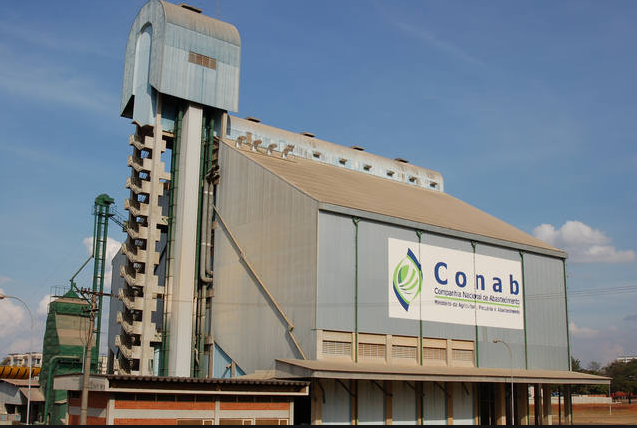 Conab
Companhia Nacional de Abastecimento
Ministério da Agricultura, Pecuária e Abastecimento